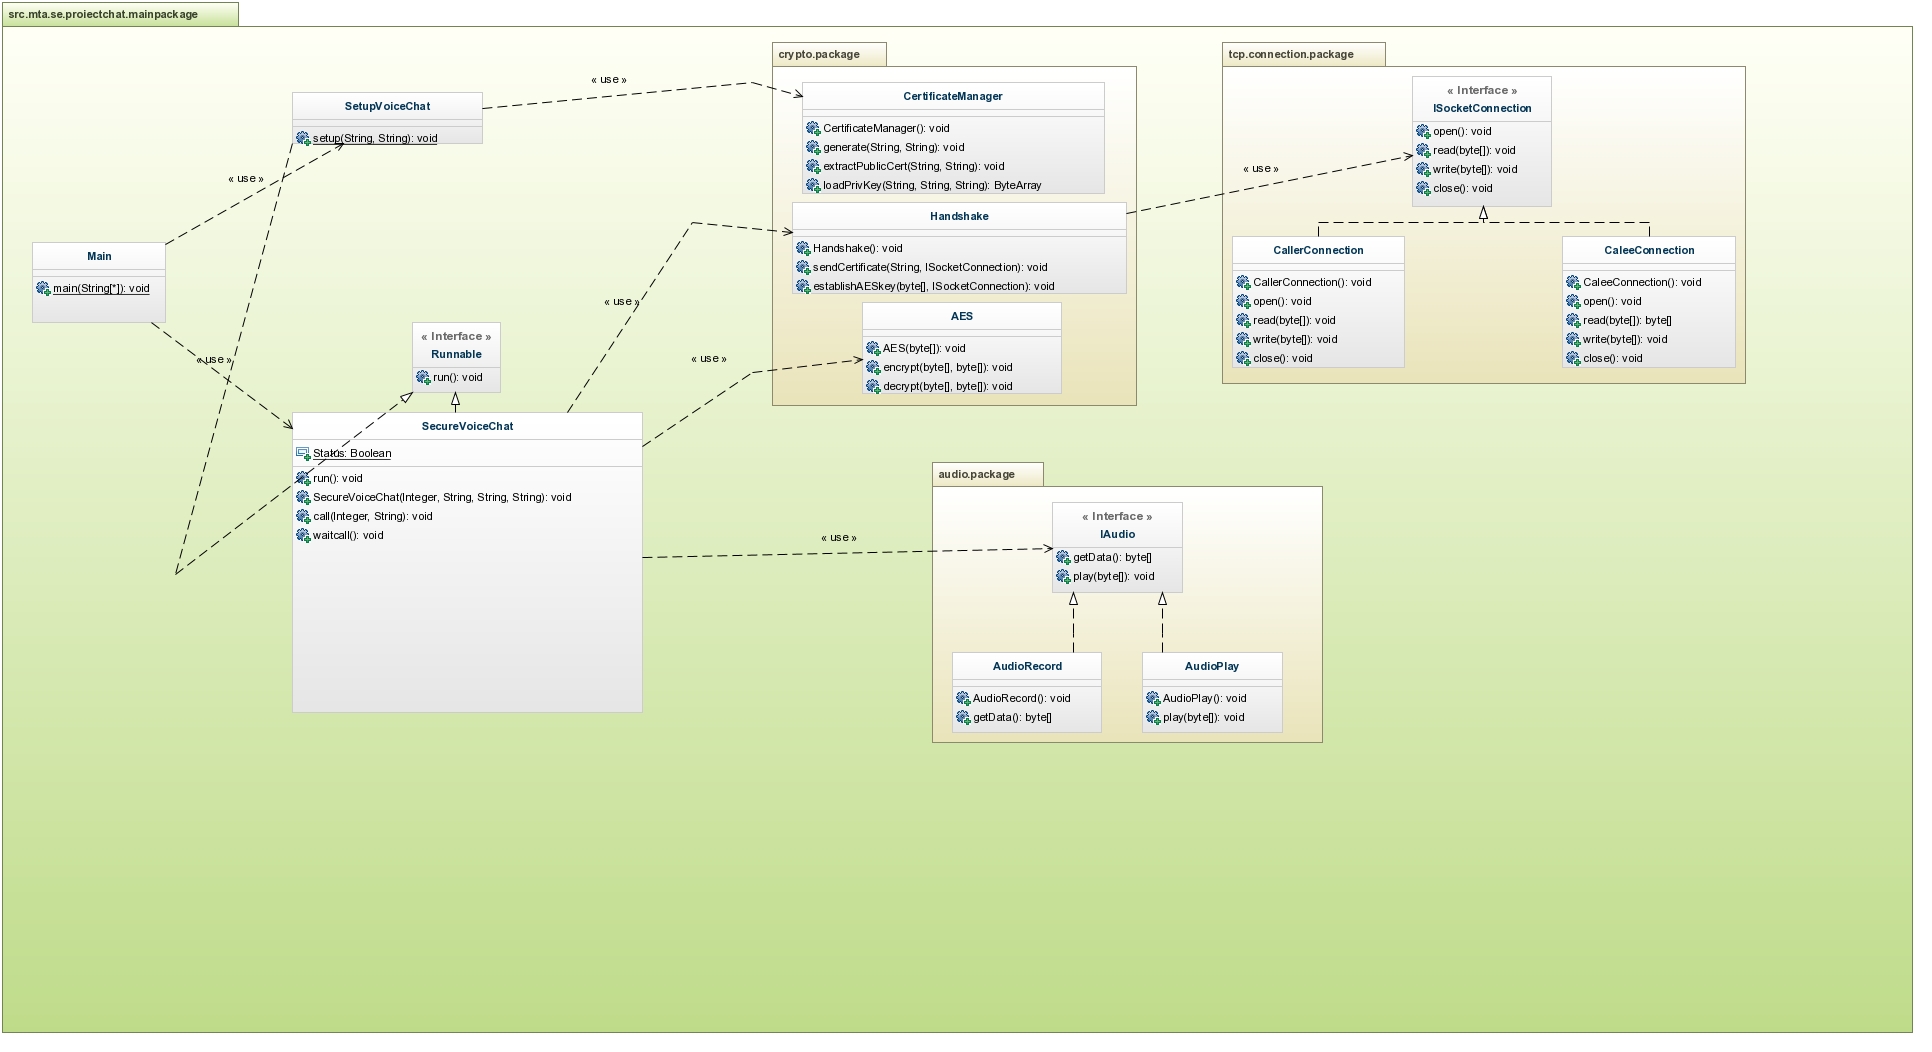 src.mta.se.proiectchat.mainpackage
SetupVoiceChat
setup(String, String): void
« use »
« use »
Main
main(String[*]): void
« use »
« Interface »
Runnable
run(): void
SecureVoiceChat
Status: Boolean
run(): void
SecureVoiceChat(Integer, String, String, String): void
call(Integer, String): void
waitcall(): void
« use »
« use »
« use »
crypto.package
CertificateManager
CertificateManager(): void
generate(String, String): void
extractPublicCert(String, String): void
loadPrivKey(String, String, String): ByteArray
Handshake
Handshake(): void
sendCertificate(String, ISocketConnection): void
establishAESkey(byte[], ISocketConnection): void
AES
AES(byte[]): void
encrypt(byte[], byte[]): void
decrypt(byte[], byte[]): void
« use »
tcp.connection.package
« Interface »
ISocketConnection
open(): void
read(byte[]): void
write(byte[]): void
close(): void
CallerConnection
CallerConnection(): void
open(): void
read(byte[]): void
write(byte[]): void
close(): void
CaleeConnection
CaleeConnection(): void
open(): void
read(byte[]): byte[]
write(byte[]): void
close(): void
audio.package
« Interface »
IAudio
getData(): byte[]
play(byte[]): void
AudioRecord
AudioRecord(): void
getData(): byte[]
AudioPlay
AudioPlay(): void
play(byte[]): void